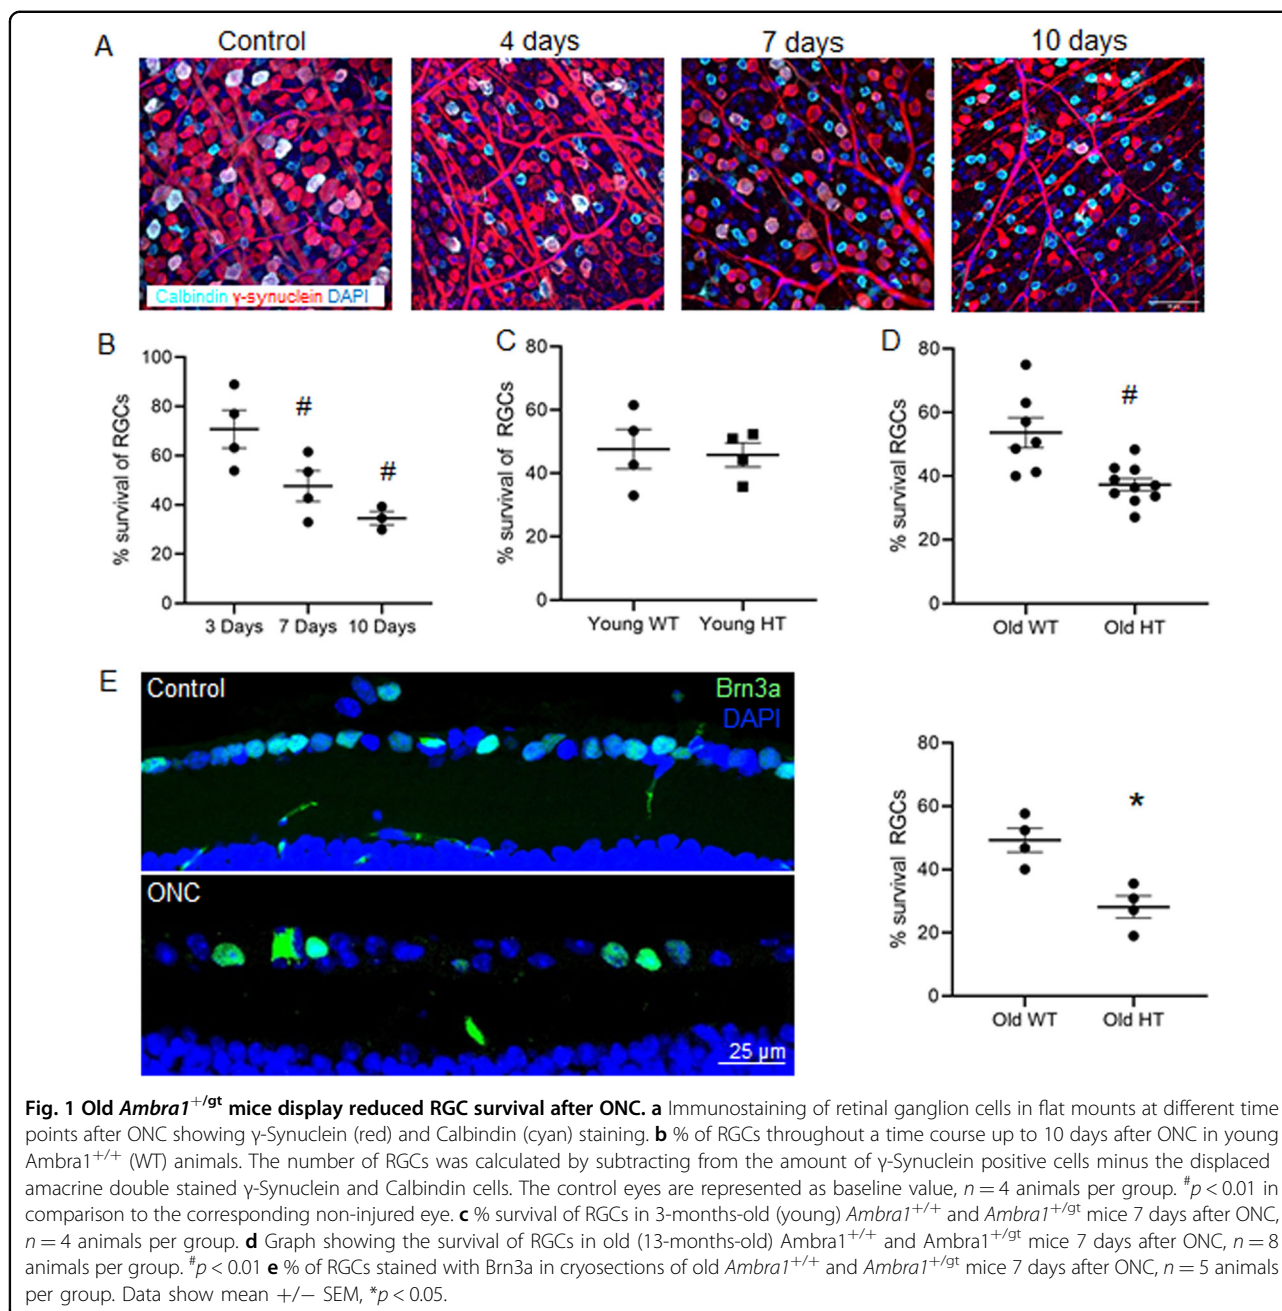 A
Control
4 days
7 days
10 days
Calbindin γ-synuclein DAPI
B
% survival of RGCs
100
80
60
40
20
0
3 Days
7 Days
10 Days
#
#
C
% survival of RGCs
80
60
40
20
0
Young WT
Young HT
D
% survival RGCs
80
60
40
20
0
Old WT
Old HT
#
E
Control
Brn3a
DAPI
ONC
25 µm
% survival RGCs
80
60
40
20
0
Old WT
Old HT
*
Fig. 1 Old Ambra1+/gt mice display reduced RGC survival after ONC. a Immunostaining of retinal ganglion cells in flat mounts at different time
points after ONC showing γ-Synuclein (red) and Calbindin (cyan) staining. b % of RGCs throughout a time course up to 10 days after ONC in young
Ambra1+/+ (WT) animals. The number of RGCs was calculated by subtracting from the amount of γ-Synuclein positive cells minus the displaced
amacrine double stained γ-Synuclein and Calbindin cells. The control eyes are represented as baseline value, n = 4 animals per group. #p < 0.01 in
comparison to the corresponding non-injured eye. c % survival of RGCs in 3-months-old (young) Ambra1+/+ and Ambra1+/gt mice 7 days after ONC,
n = 4 animals per group. d Graph showing the survival of RGCs in old (13-months-old) Ambra1+/+ and Ambra1+/gt mice 7 days after ONC, n = 8
animals per group. #p < 0.01 e % of RGCs stained with Brn3a in cryosections of old Ambra1+/+ and Ambra1+/gt mice 7 days after ONC, n = 5 animals
per group. Data show mean +/− SEM, *p < 0.05.